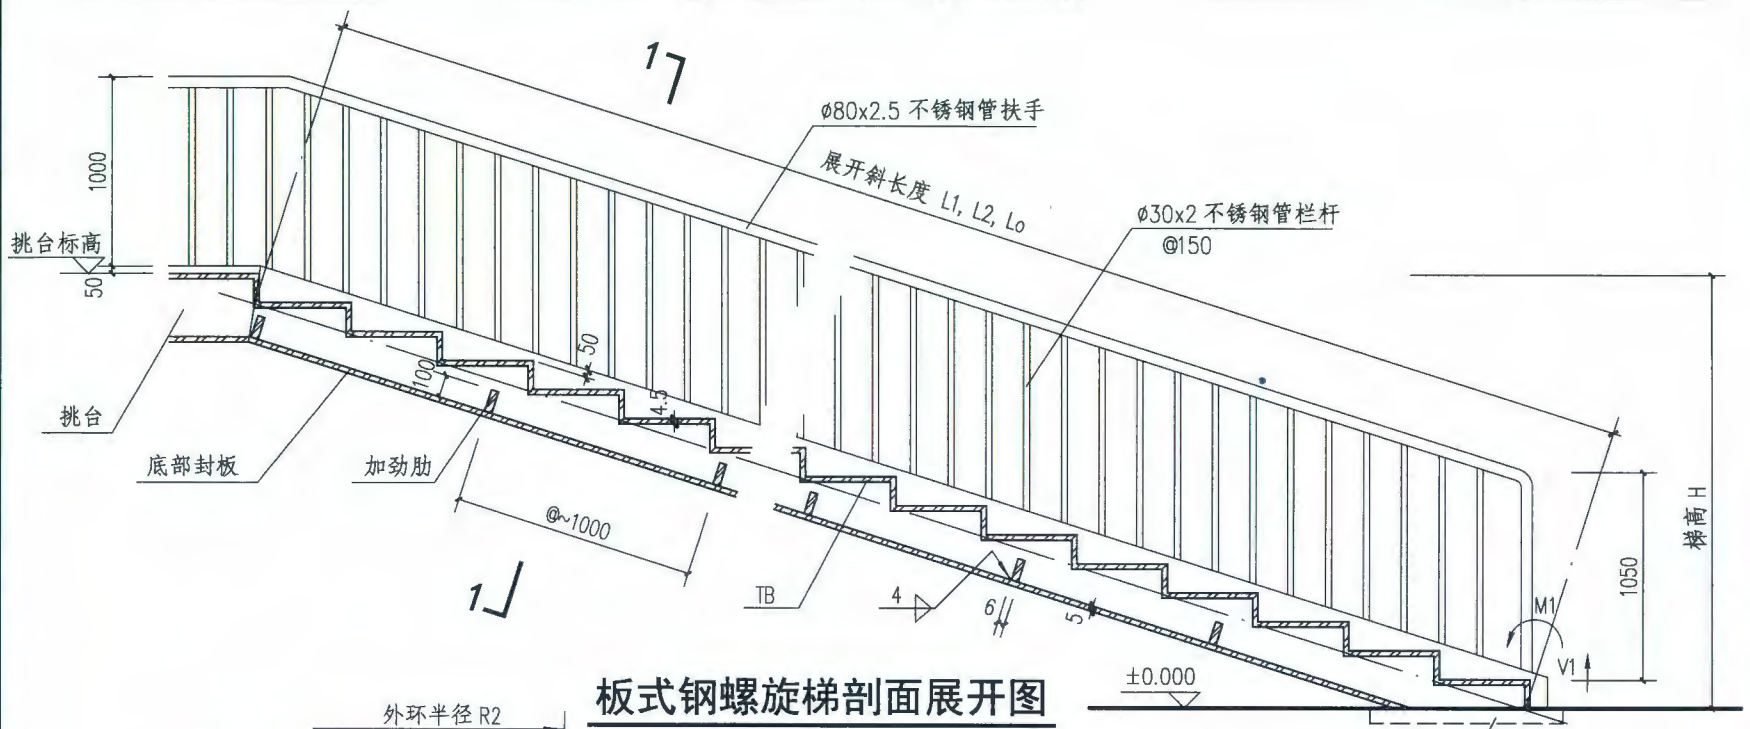 1
ø80x2.5 不锈钢管扶手
展开斜长度 L1, L2, Lo
ø30x2 不锈钢管栏杆
@150
1000
挑台标高
50
挑台
底部封板
加劲肋
100
50
4.5
@~1000
1
TB
4
6
5
梯高 H
1050
M1
V1
±0.000
板式钢螺旋梯剖面展开图
外环半径 R2